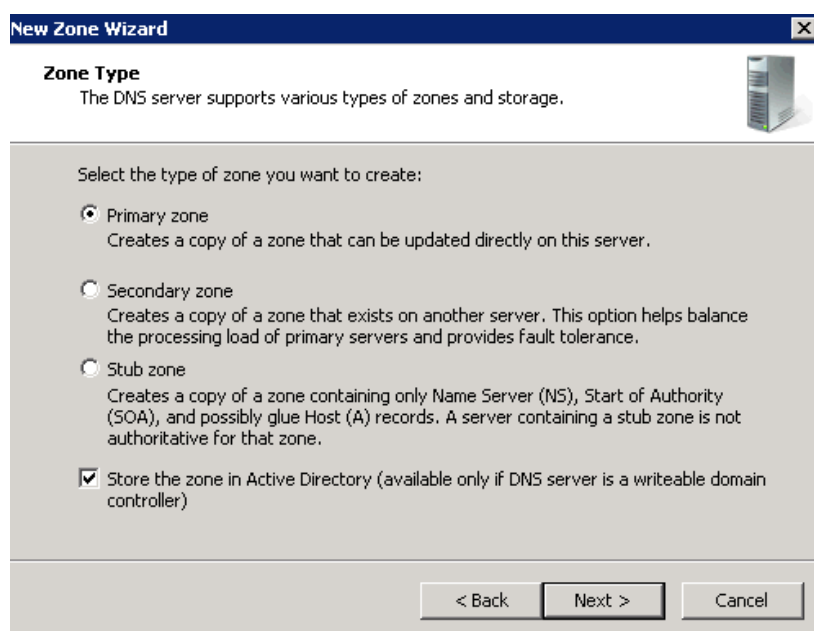 New Zone Wizard
Zone Type
The DNS server supports various types of zones and storage.
Select the type of zone you want to create:
Primary zone
Creates a copy of a zone that can be updated directly on this server.
Secondary zone
Creates a copy of a zone that exists on another server. This option helps balance
the processing load of primary servers and provides fault tolerance.
Stub zone
Creates a copy of a zone containing only Name Server (NS), Start of Authority
(SOA), and possibly glue Host (A) records. A server containing a stub zone is not
authoritative for that zone.
Store the zone in Active Directory (available only if DNS server is a writeable domain
controller)
< Back Next > Cancel